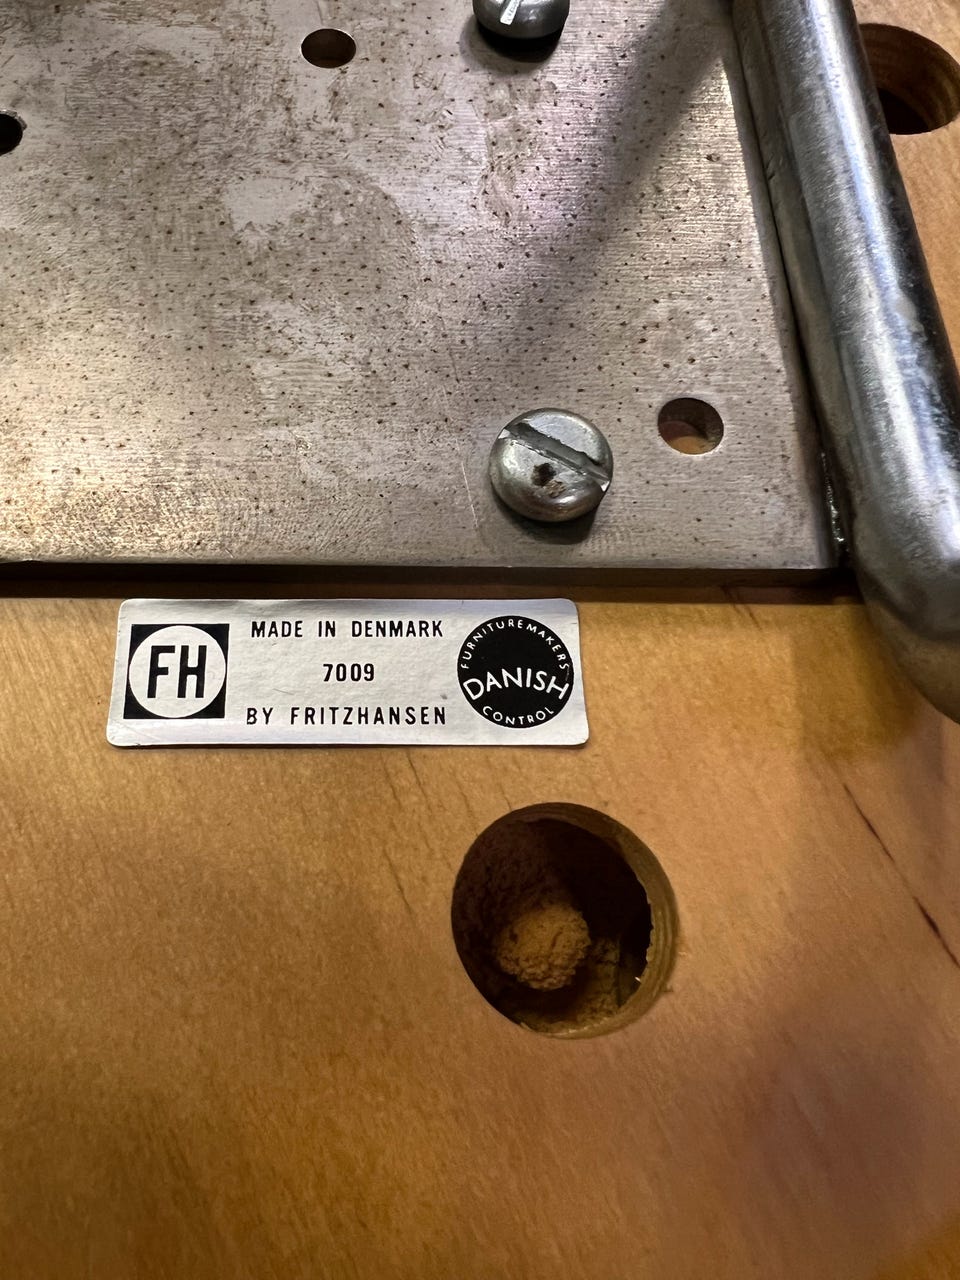 FH
MADE IN DENMARK
7009
BY FRITZHANSEN
FURNITUREMAKERS
DANISH
CONTROL